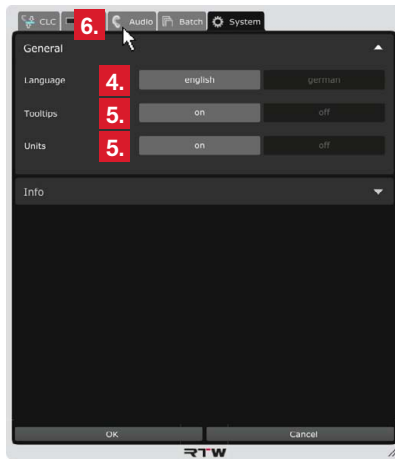 CLC 6. Audio Batch System
General
Language 4. english german
Tooltips 5. on off
Units 5. on off
Info
OK Cancel
RTW